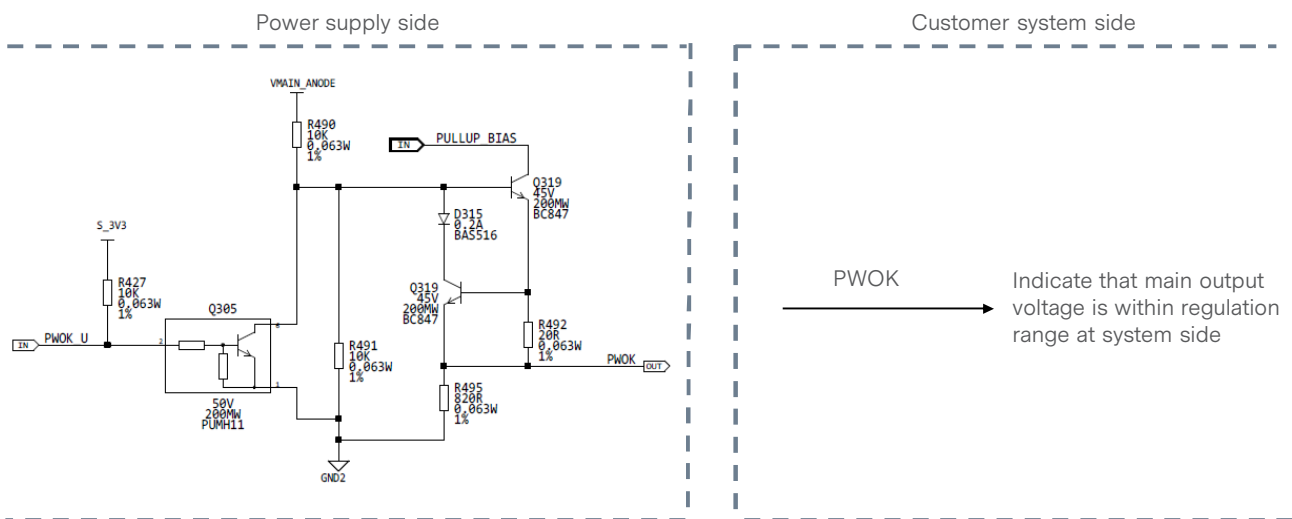 Power supply side
Customer system side
VMAIN_ANODE
R490
10K
0.063W
1%
IN
PULLUP_BIAS
Q319
45V
200MW
BC847
D315
0.2A
BAS516
S_3V3
R427
10K
0.063W
1%
Q305
6
IN
PWOK_U
2
1
50V
200MW
PUMH11
R491
10K
0.063W
1%
Q319
45V
200MW
BC847
R492
20R
0.063W
1%
PWOK
OUT
R495
820R
0.063W
1%
GND2
PWOK
Indicate that main output
voltage is within regulation
range at system side